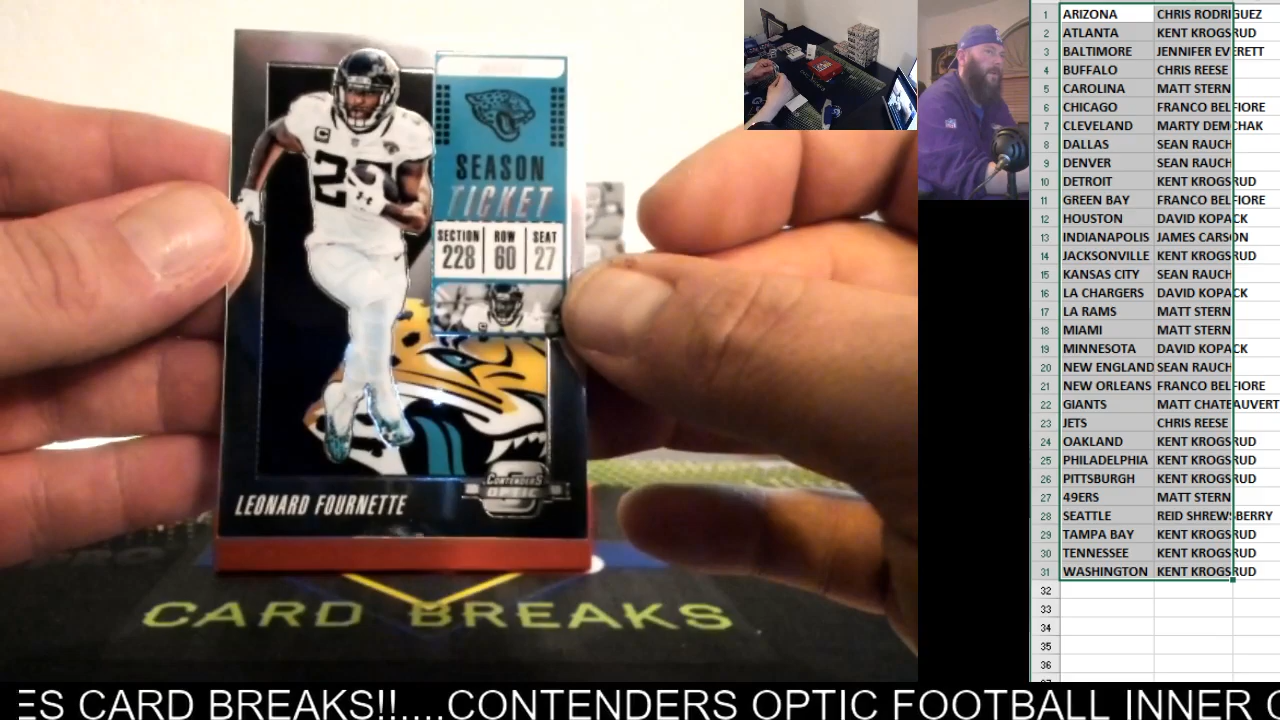 SEASON
TICKET
SECTION ROW SEAT
228 60 27
LEONARD FOURNETTE
CONTENDERS
OPTIC
CARD BREAKS
1 ARIZONA CHRIS RODRIGUEZ
2 ATLANTA KENT KROGSRUD
3 BALTIMORE JENNIFER EVERETT
4 BUFFALO CHRIS REESE
5 CAROLINA MATT STERN
6 CHICAGO FRANCO BELFIORE
7 CLEVELAND MARTY DEMCHAK
8 DALLAS SEAN RAUCH
9 DENVER SEAN RAUCH
10 DETROIT KENT KROGSRUD
11 GREEN BAY FRANCO BELFIORE
12 HOUSTON DAVID KOPACK
13 INDIANAPOLIS JAMES CARSON
14 JACKSONVILLE KENT KROGSRUD
15 KANSAS CITY SEAN RAUCH
16 LA CHARGERS DAVID KOPACK
17 LA RAMS MATT STERN
18 MIAMI MATT STERN
19 MINNESOTA DAVID KOPACK
20 NEW ENGLAND SEAN RAUCH
21 NEW ORLEANS FRANCO BELFIORE
22 GIANTS MATT CHATEAUVERT
23 JETS CHRIS REESE
24 OAKLAND KENT KROGSRUD
25 PHILADELPHIA KENT KROGSRUD
26 PITTSBURGH KENT KROGSRUD
27 49ERS MATT STERN
28 SEATTLE REID SHREWSBERRY
29 TAMPA BAY KENT KROGSRUD
30 TENNESSEE KENT KROGSRUD
31 WASHINGTON KENT KROGSRUD
32
33
34
35
36
ES CARD BREAKS!!....CONTENDERS OPTIC FOOTBALL INNER